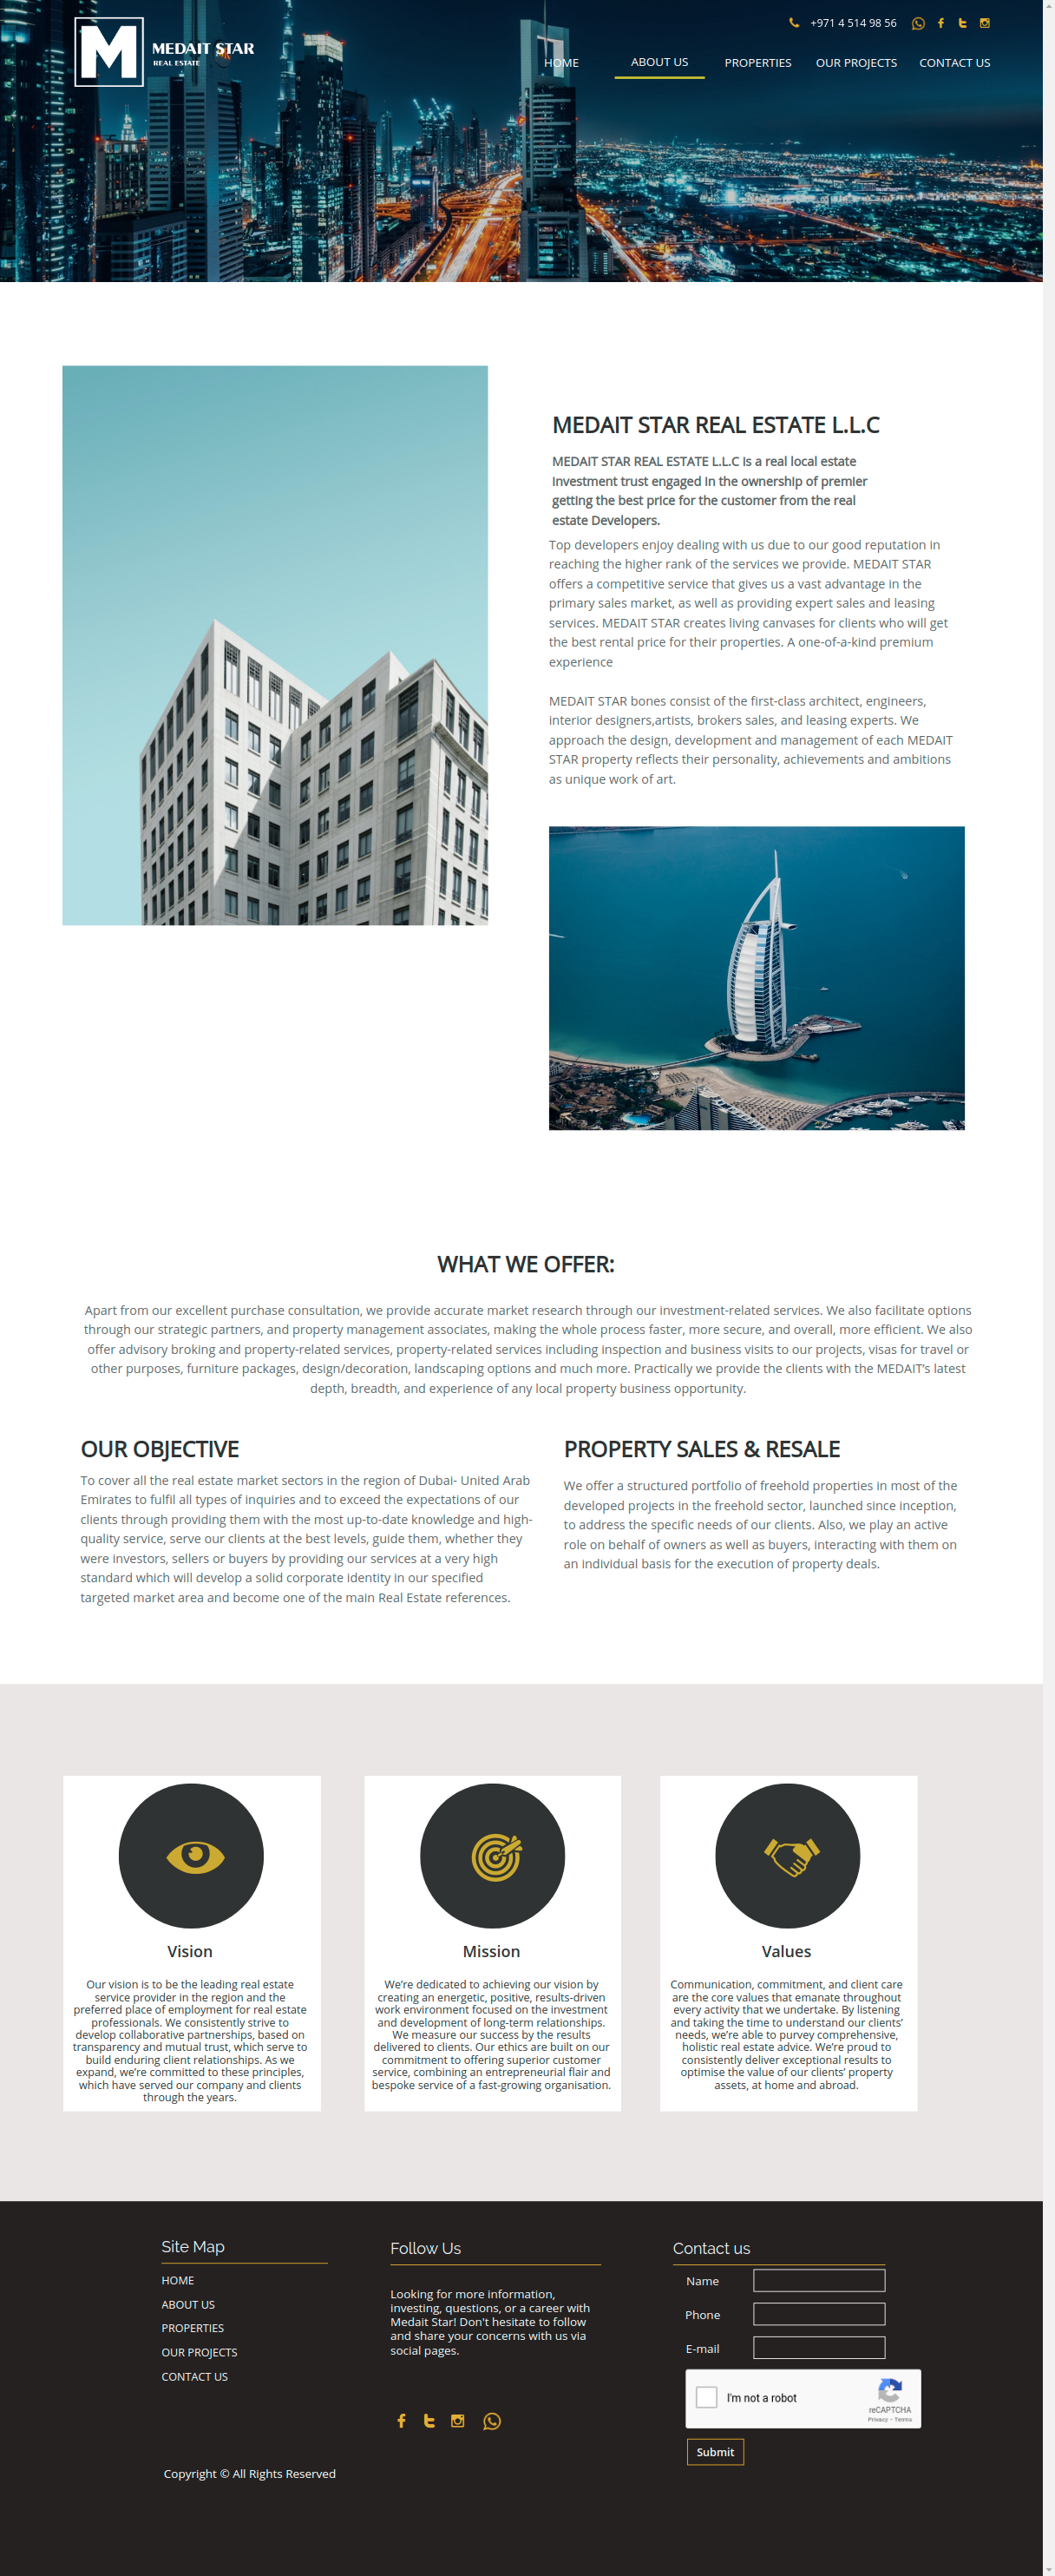 M
MEDAIT STAR
REAL ESTATE
+971 4 514 98 56
HOME
ABOUT US
PROPERTIES
OUR PROJECTS
CONTACT US
MEDAIT STAR REAL ESTATE L.L.C
MEDAIT STAR REAL ESTATE L.L.C is a real local estate
investment trust engaged in the ownership of premier
getting the best price for the customer from the real
estate Developers.
Top developers enjoy dealing with us due to our good reputation in
reaching the higher rank of the services we provide. MEDAIT STAR
offers a competitive service that gives us a vast advantage in the
primary sales market, as well as providing expert sales and leasing
services. MEDAIT STAR creates living canvases for clients who will get
the best rental price for their properties. A one-of-a-kind premium
experience
MEDAIT STAR bones consist of the first-class architect, engineers,
interior designers,artists, brokers sales, and leasing experts. We
approach the design, development and management of each MEDAIT
STAR property reflects their personality, achievements and ambitions
as unique work of art.
WHAT WE OFFER:
Apart from our excellent purchase consultation, we provide accurate market research through our investment-related services. We also facilitate options
through our strategic partners, and property management associates, making the whole process faster, more secure, and overall, more efficient. We also
offer advisory broking and property-related services, property-related services including inspection and business visits to our projects, visas for travel or
other purposes, furniture packages, design/decoration, landscaping options and much more. Practically we provide the clients with the MEDAIT's latest
depth, breadth, and experience of any local property business opportunity.
OUR OBJECTIVE
To cover all the real estate market sectors in the region of Dubai- United Arab
Emirates to fulfil all types of inquiries and to exceed the expectations of our
clients through providing them with the most up-to-date knowledge and high-
quality service, serve our clients at the best levels, guide them, whether they
were investors, sellers or buyers by providing our services at a very high
standard which will develop a solid corporate identity in our specified
targeted market area and become one of the main Real Estate references.
PROPERTY SALES & RESALE
We offer a structured portfolio of freehold properties in most of the
developed projects in the freehold sector, launched since inception,
to address the specific needs of our clients. Also, we play an active
role on behalf of owners as well as buyers, interacting with them on
an individual basis for the execution of property deals.
Vision
Our vision is to be the leading real estate
service provider in the region and the
preferred place of employment for real estate
professionals. We consistently strive to
develop collaborative partnerships, based on
transparency and mutual trust, which serve to
build enduring client relationships. As we
expand, we’re committed to these principles,
which have served our company and clients
through the years.
Mission
We’re dedicated to achieving our vision by
creating an energetic, positive, results-driven
work environment focused on the investment
and development of long-term relationships.
We measure our success by the results
delivered to clients. Our ethics are built on our
commitment to offering superior customer
service, combining an entrepreneurial flair and
bespoke service of a fast-growing organisation.
Values
Communication, commitment, and client care
are the core values that emanate throughout
every activity that we undertake. By listening
and taking the time to understand our clients’
needs, we’re able to purvey comprehensive,
holistic real estate advice. We’re proud to
consistently deliver exceptional results to
optimise the value of our clients’ property
assets, at home and abroad.
Site Map
HOME
ABOUT US
PROPERTIES
OUR PROJECTS
CONTACT US
Copyright © All Rights Reserved
Follow Us
Looking for more information,
investing, questions, or a career with
Medait Star! Don't hesitate to follow
and share your concerns with us via
social pages.
Contact us
Name
Phone
E-mail
I'm not a robot
reCAPTCHA
Privacy - Terms
Submit